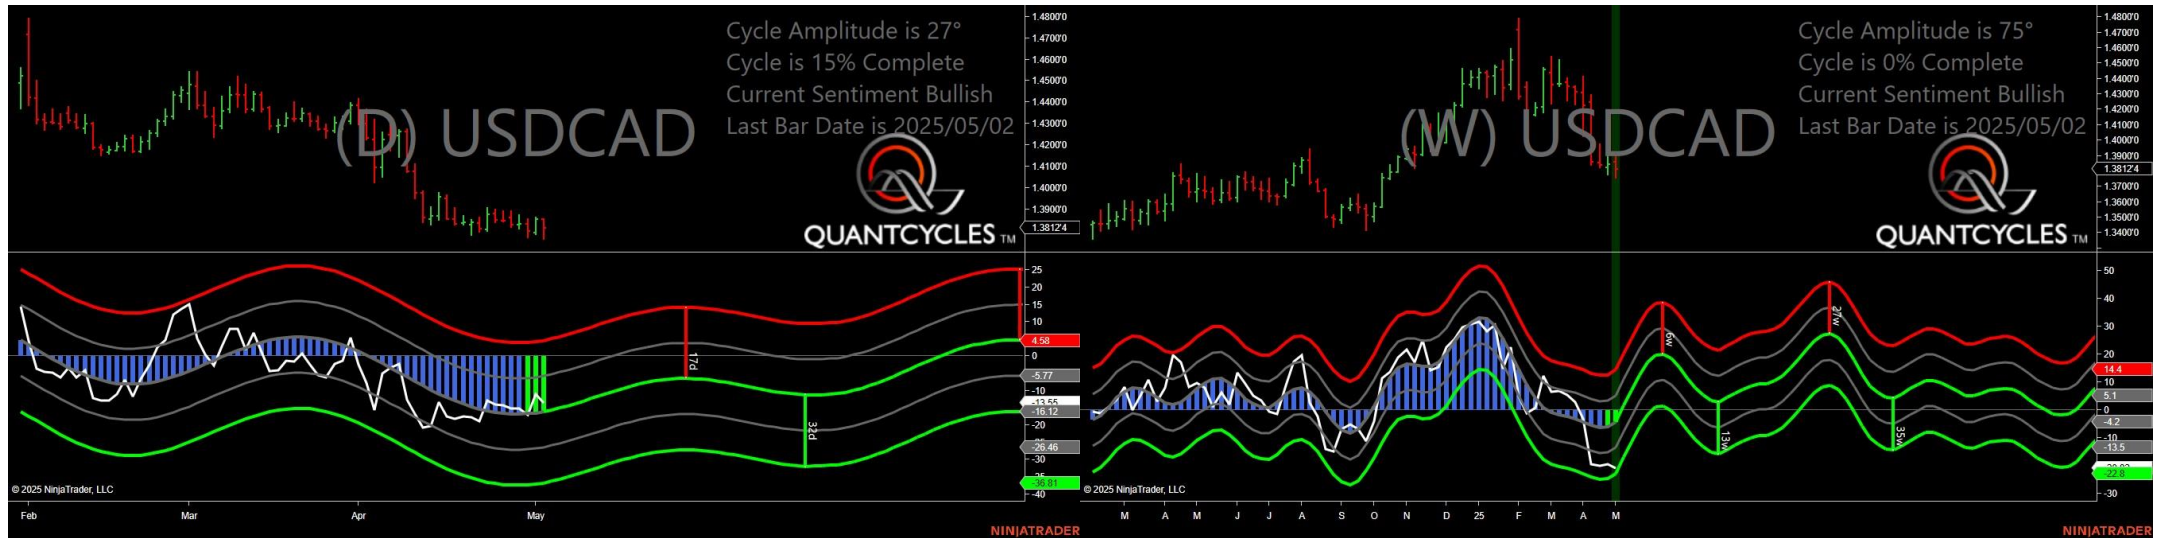 Cycle Amplitude is 27°
Cycle is 15% Complete
Current Sentiment Bullish
Last Bar Date is 2025/05/02
(D) USDCAD
QUANTCYCLES TM
1.4800'0
1.4700'0
1.4600'0
1.4500'0
1.4400'0
1.4300'0
1.4200'0
1.4100'0
1.4000'0
1.3900'0
1.3812'4
25
20
15
10
4.58
0
-5.77
-10
-13.55
-16.12
-20
-26.46
-30
-36.81
-40
17d
32d
© 2025 NinjaTrader, LLC
Feb
Mar
Apr
May
NINJATRADER
Cycle Amplitude is 75°
Cycle is 0% Complete
Current Sentiment Bullish
Last Bar Date is 2025/05/02
(W) USDCAD
QUANTCYCLES TM
1.4800'0
1.4700'0
1.4600'0
1.4500'0
1.4400'0
1.4300'0
1.4200'0
1.4100'0
1.4000'0
1.3900'0
1.3812'4
1.3700'0
1.3600'0
1.3500'0
1.3400'0
50
40
30
20
14.4
10
5.1
0
-4.2
-10
-13.5
-22.8
-30
6w
13w
27w
35w
© 2025 NinjaTrader, LLC
M
A
M
J
J
A
S
O
N
D
25
F
M
A
M
NINJATRADER